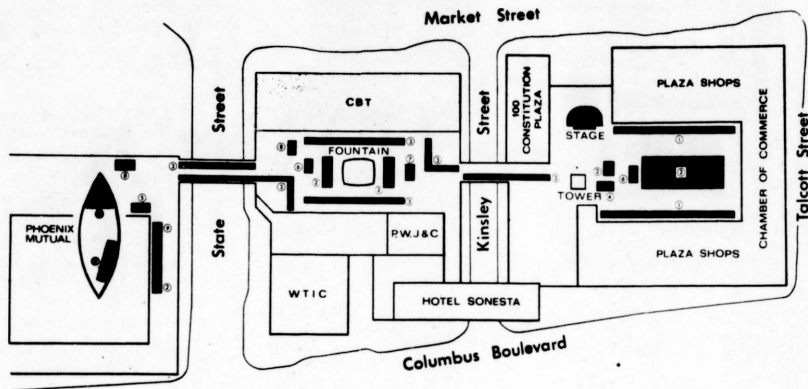 Market Street
Street
State
CBT
FOUNTAIN
P.W.J&C
WTIC
HOTEL SONESTA
Street
Kinsley
100
CONSTITUTION
PLAZA
STAGE
TOWER
PLAZA SHOPS
PLAZA SHOPS
CHAMBER OF COMMERCE
Talcott Street
PHOENIX
MUTUAL
Columbus Boulevard